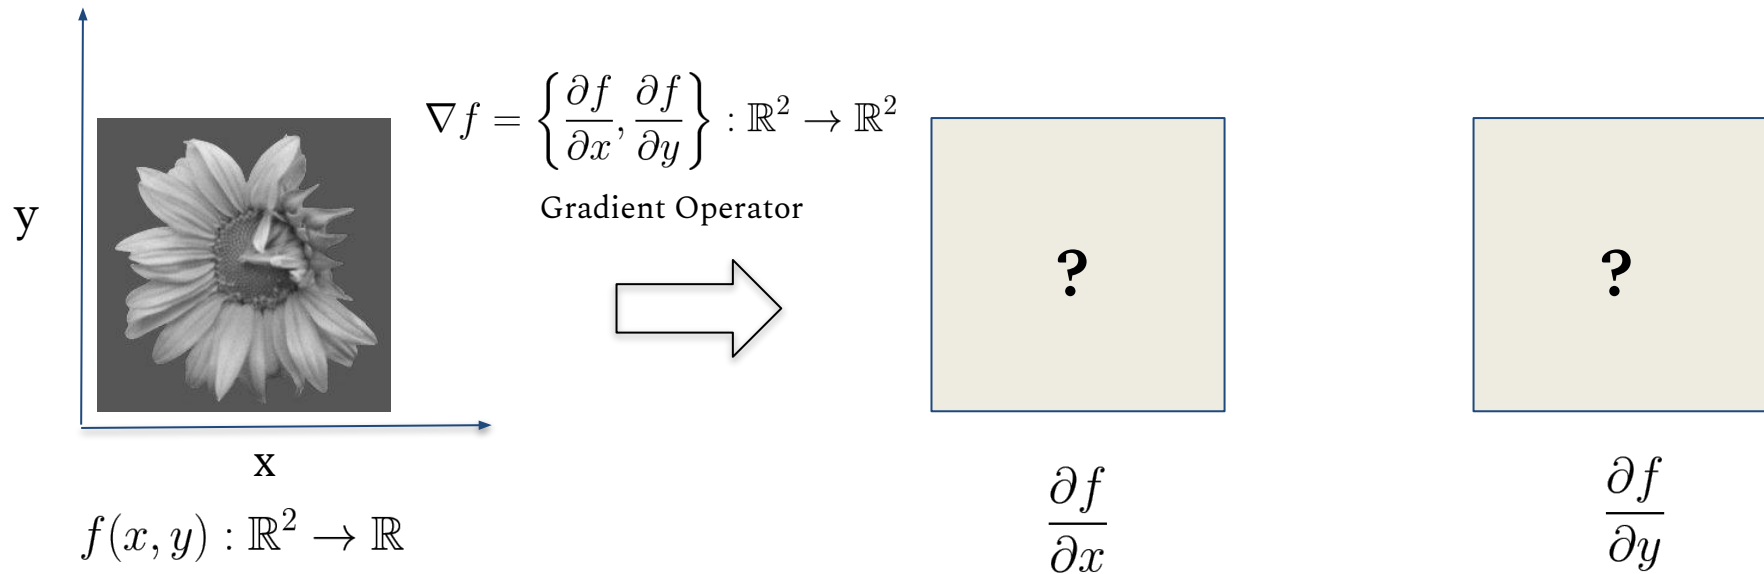 y
x
f(x, y) : ℝ² → ℝ
∇f = { ∂f/∂x, ∂f/∂y } : ℝ² → ℝ²
Gradient Operator
?
∂f/∂x
?
∂f/∂y